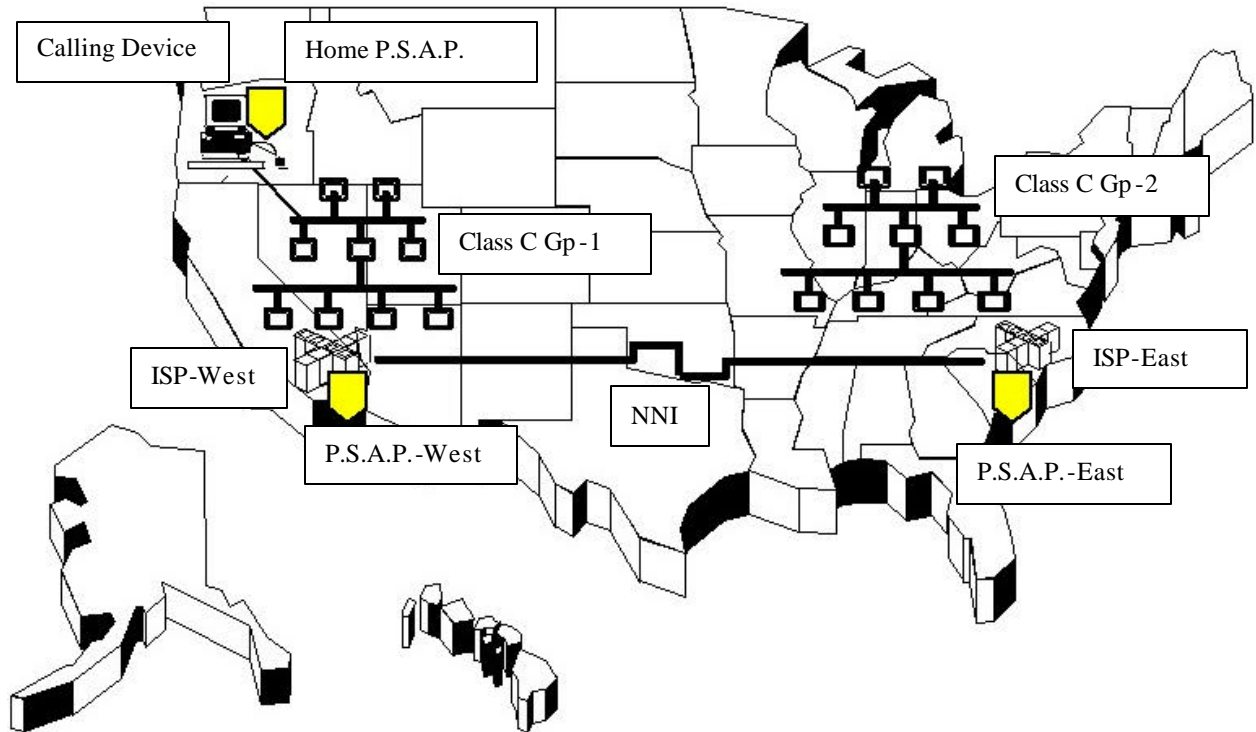 Calling Device
Home P.S.A.P.
Class C Gp-2
Class C Gp-1
ISP-West
ISP-East
NNI
P.S.A.P.-West
P.S.A.P.-East